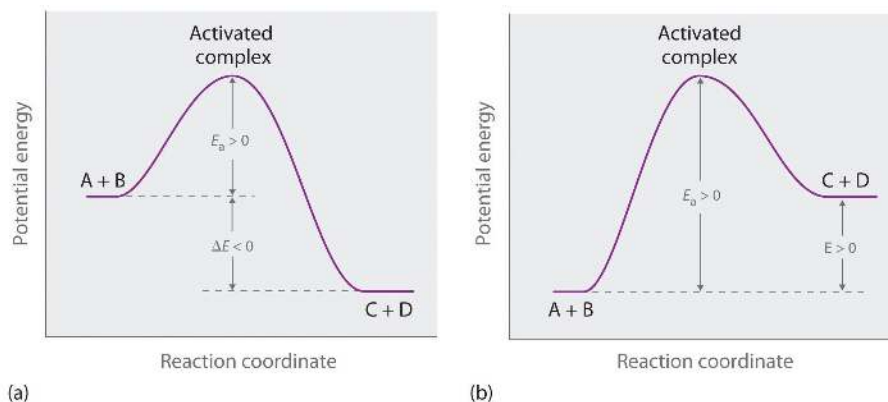 Activated
complex
Potential energy
A + B
Ea > 0
ΔE < 0
C + D
Reaction coordinate
(a)
Activated
complex
Potential energy
Ea > 0
C + D
E > 0
A + B
Reaction coordinate
(b)